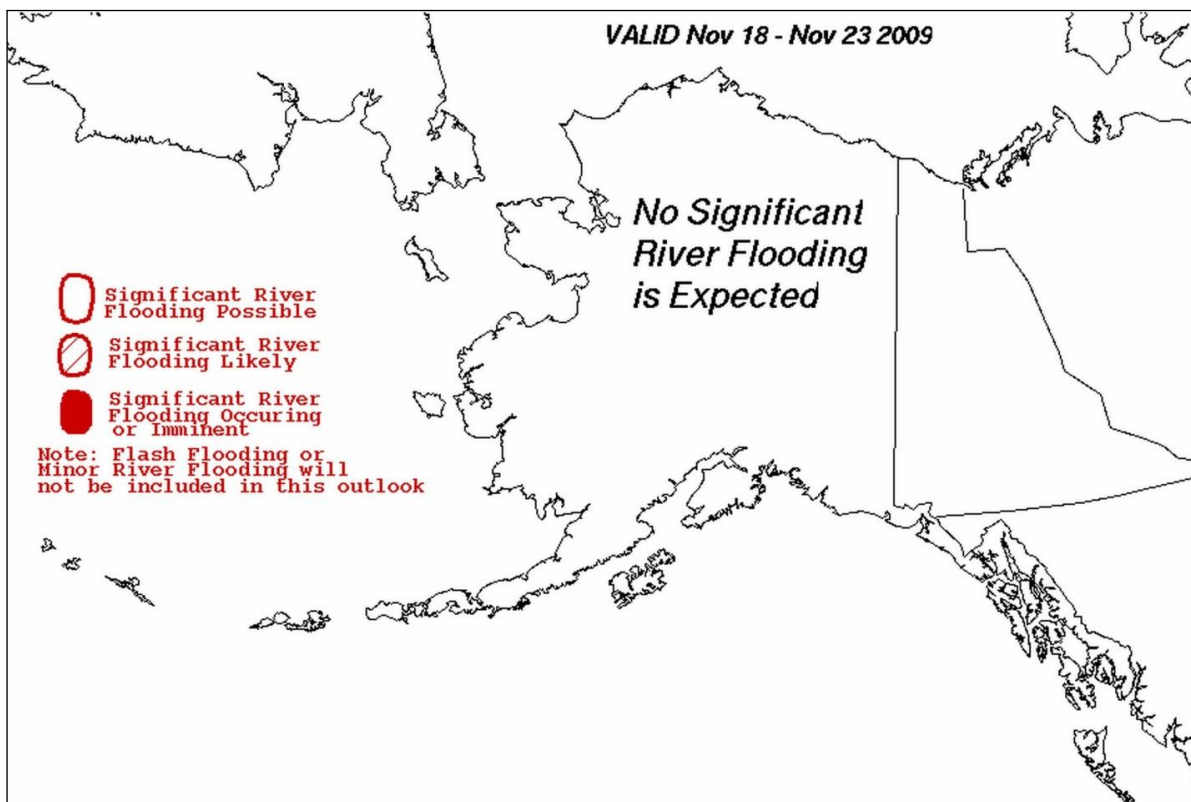 VALID Nov 18 - Nov 23 2009
No Significant
River Flooding
is Expected
Significant River
Flooding Possible
Significant River
Flooding Likely
Significant River
Flooding Occuring
or Imminent
Note: Flash Flooding or
Minor River Flooding will
not be included in this outlook